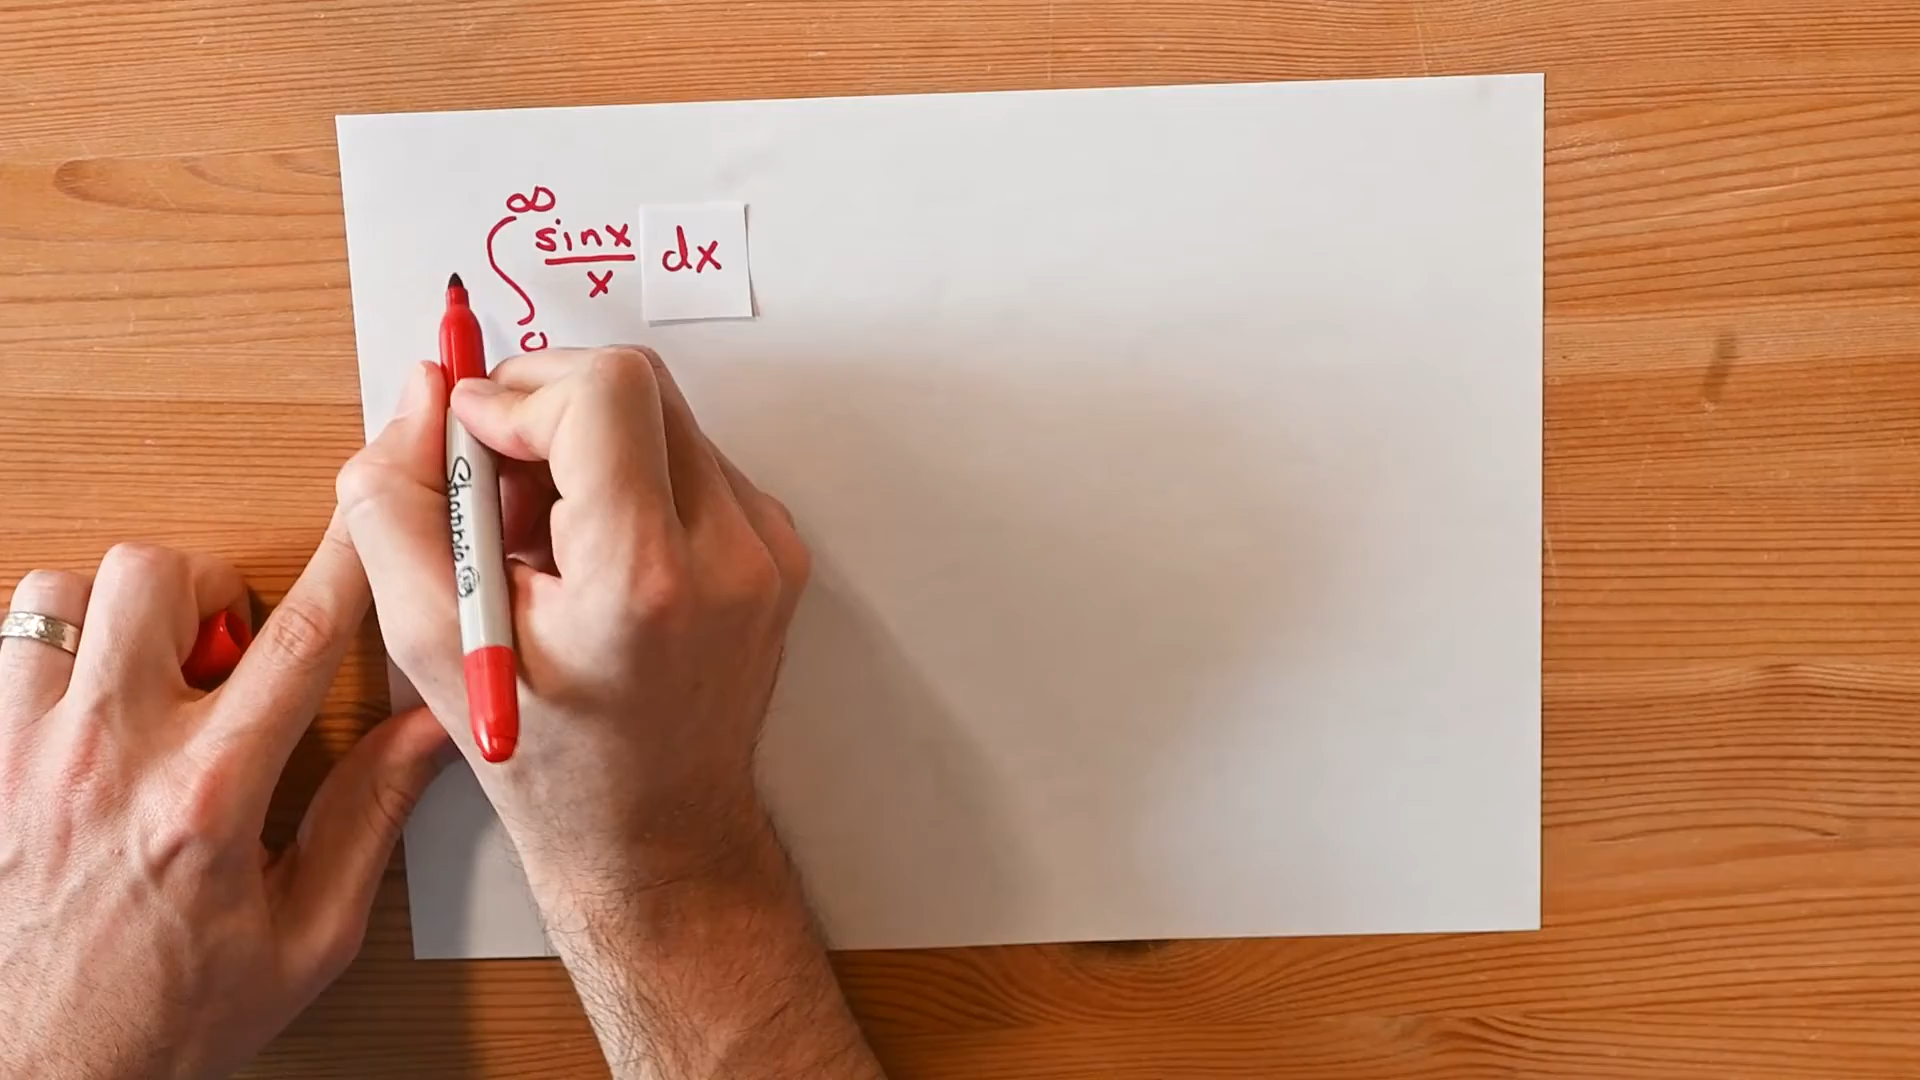 ∞
∫ sinx/x dx
0
Sharpie